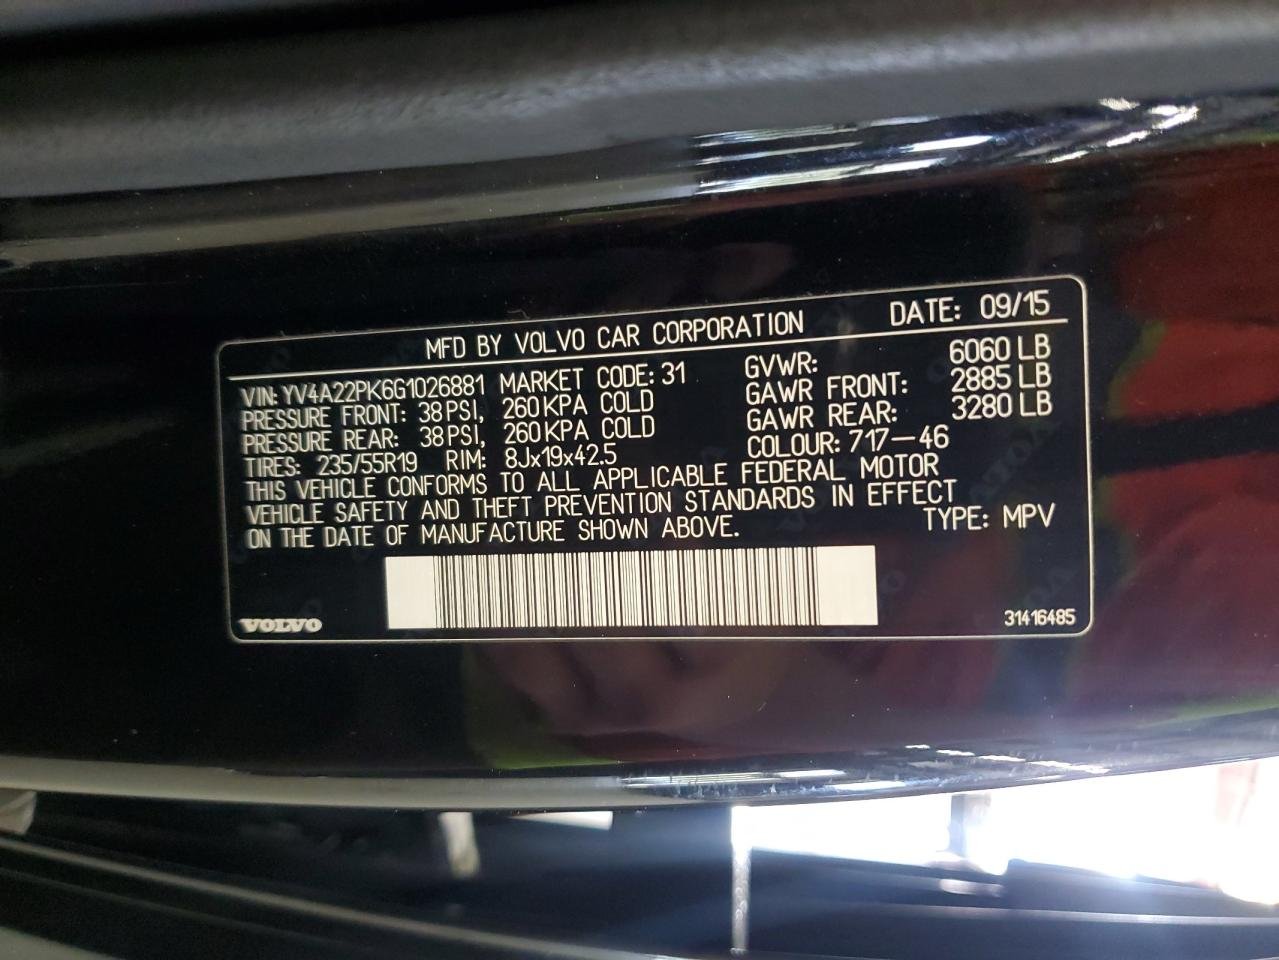 MFD BY VOLVO CAR CORPORATION DATE: 09/15
VIN: YV4A22PK6G1026881 MARKET CODE: 31 GVWR: 6060 LB
PRESSURE FRONT: 38 PSI, 260 KPA COLD GAWR FRONT: 2885 LB
PRESSURE REAR: 38 PSI, 260 KPA COLD GAWR REAR: 3280 LB
TIRES: 235/55R19 RIM: 8Jx19x42.5 COLOUR: 717-46
THIS VEHICLE CONFORMS TO ALL APPLICABLE FEDERAL MOTOR
VEHICLE SAFETY AND THEFT PREVENTION STANDARDS IN EFFECT
ON THE DATE OF MANUFACTURE SHOWN ABOVE. TYPE: MPV
VOLVO 31416485